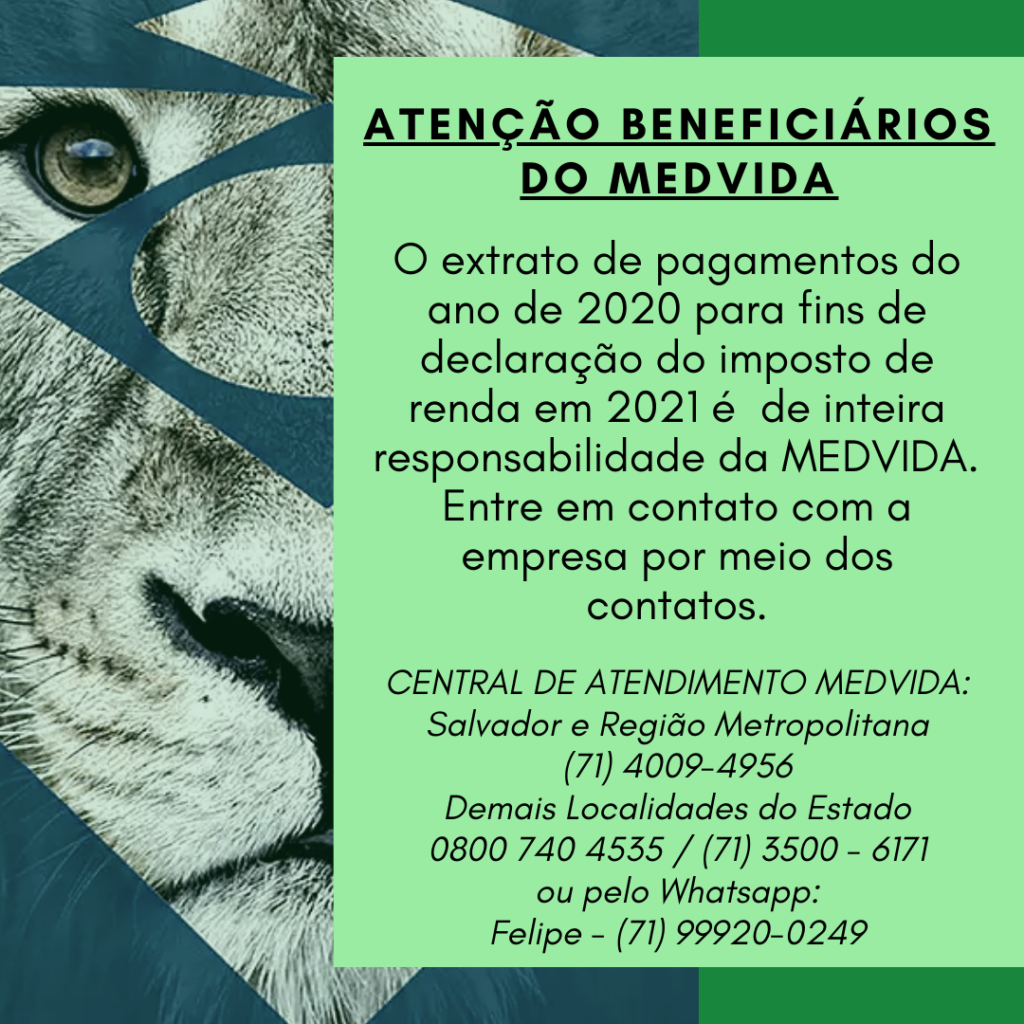 ATENÇÃO BENEFICIÁRIOS
DO MEDVIDA
O extrato de pagamentos do
ano de 2020 para fins de
declaração do imposto de
renda em 2021 é  de inteira
responsabilidade da MEDVIDA.
Entre em contato com a
empresa por meio dos
contatos.
CENTRAL DE ATENDIMENTO MEDVIDA:
Salvador e Região Metropolitana
(71) 4009-4956
Demais Localidades do Estado
0800 740 4535 / (71) 3500 - 6171
ou pelo Whatsapp:
Felipe - (71) 99920-0249